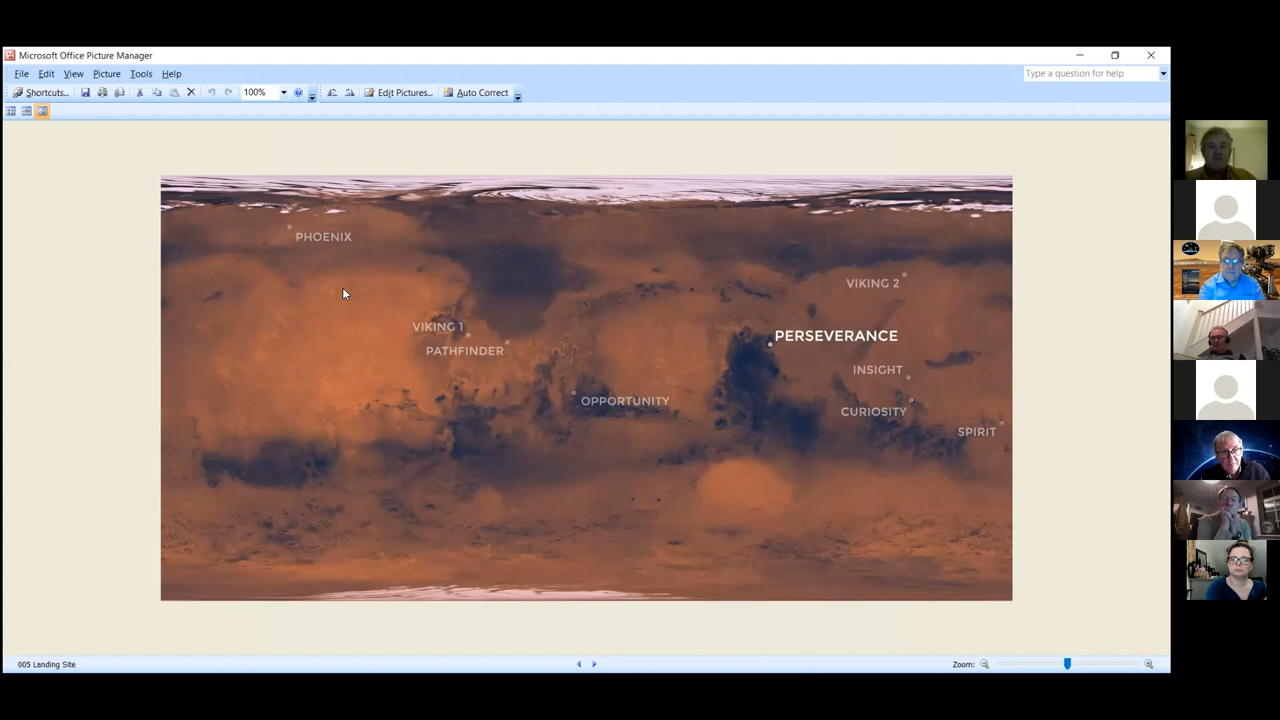 Microsoft Office Picture Manager
File Edit View Picture Tools Help
Type a question for help
Shortcuts... 100% Edit Pictures... Auto Correct
PHOENIX
VIKING 2
VIKING 1
PERSEVERANCE
PATHFINDER
INSIGHT
OPPORTUNITY
CURIOSITY
SPIRIT
005 Landing Site
Zoom: